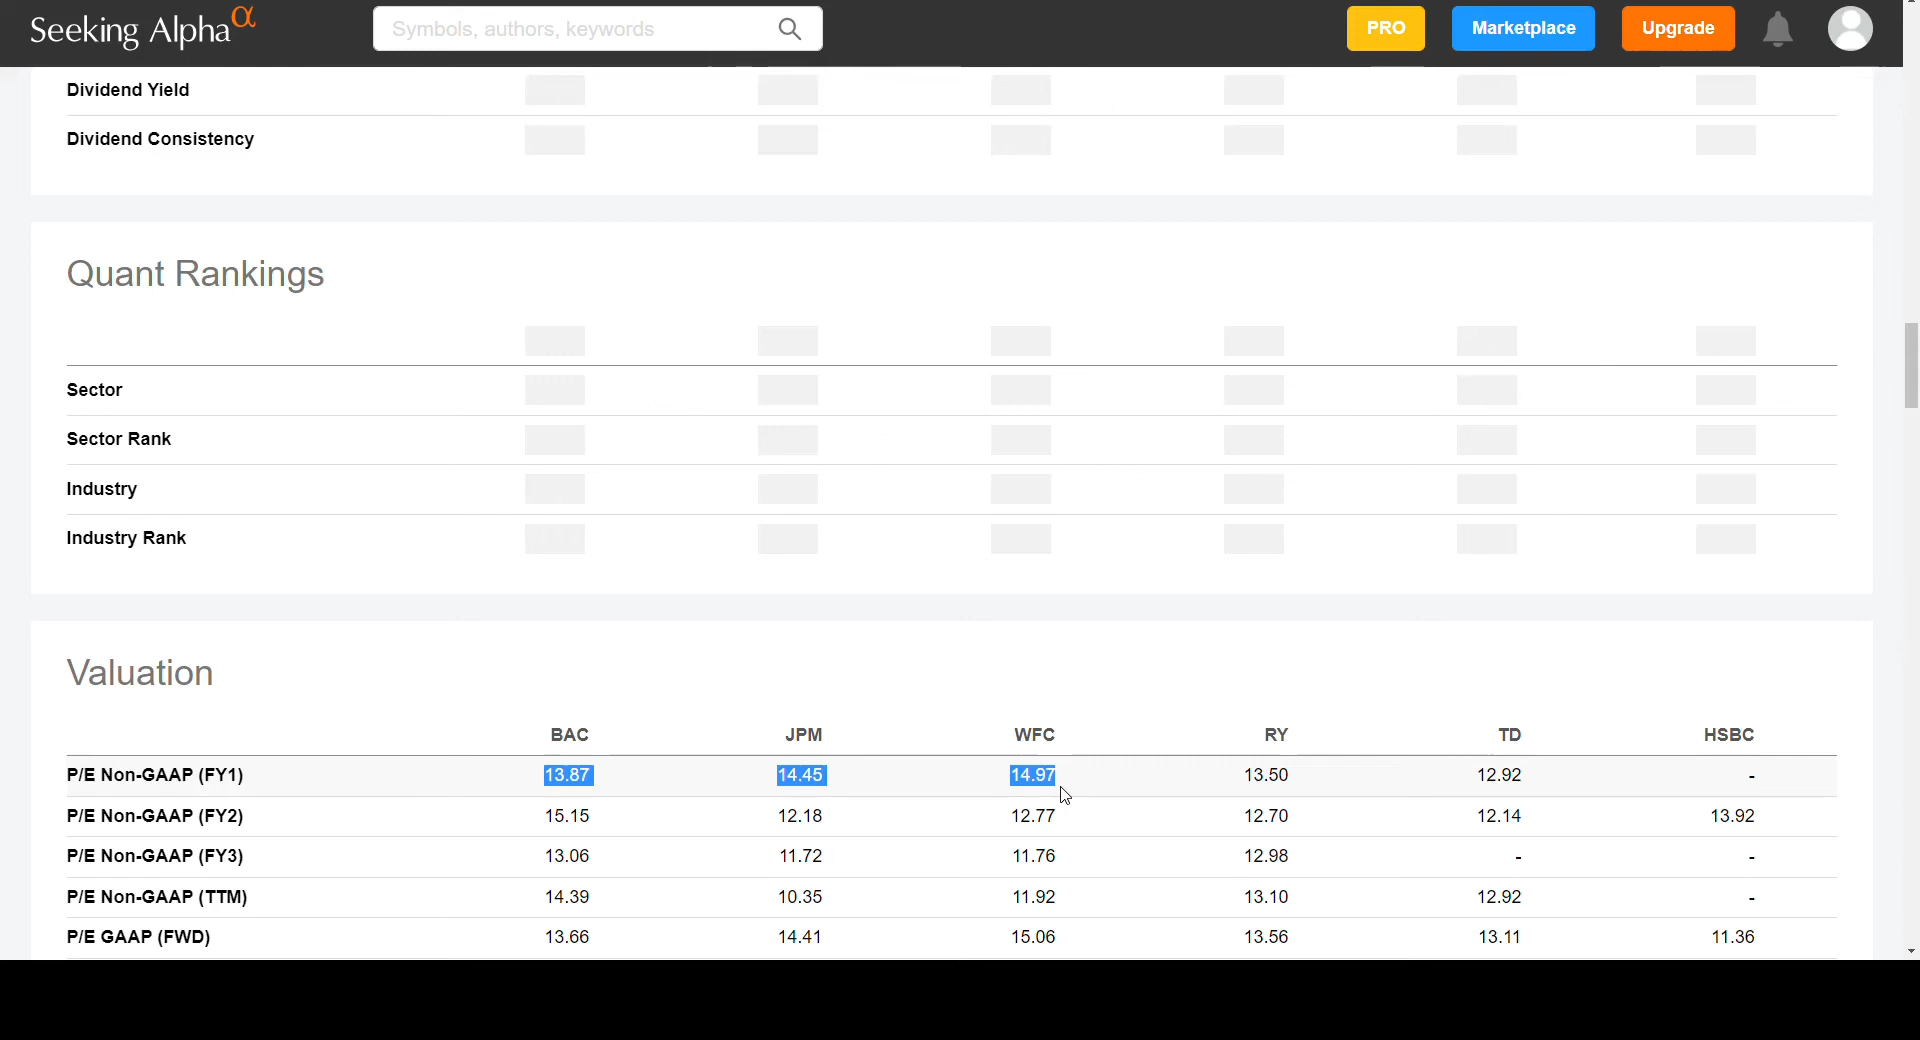 Seeking Alpha α Symbols, authors, keywords PRO Marketplace Upgrade
Dividend Yield
Dividend Consistency
Quant Rankings
Sector
Sector Rank
Industry
Industry Rank
Valuation
BAC JPM WFC RY TD HSBC
P/E Non-GAAP (FY1) 13.87 14.45 14.97 13.50 12.92 -
P/E Non-GAAP (FY2) 15.15 12.18 12.77 12.70 12.14 13.92
P/E Non-GAAP (FY3) 13.06 11.72 11.76 12.98 - -
P/E Non-GAAP (TTM) 14.39 10.35 11.92 13.10 12.92 -
P/E GAAP (FWD) 13.66 14.41 15.06 13.56 13.11 11.36